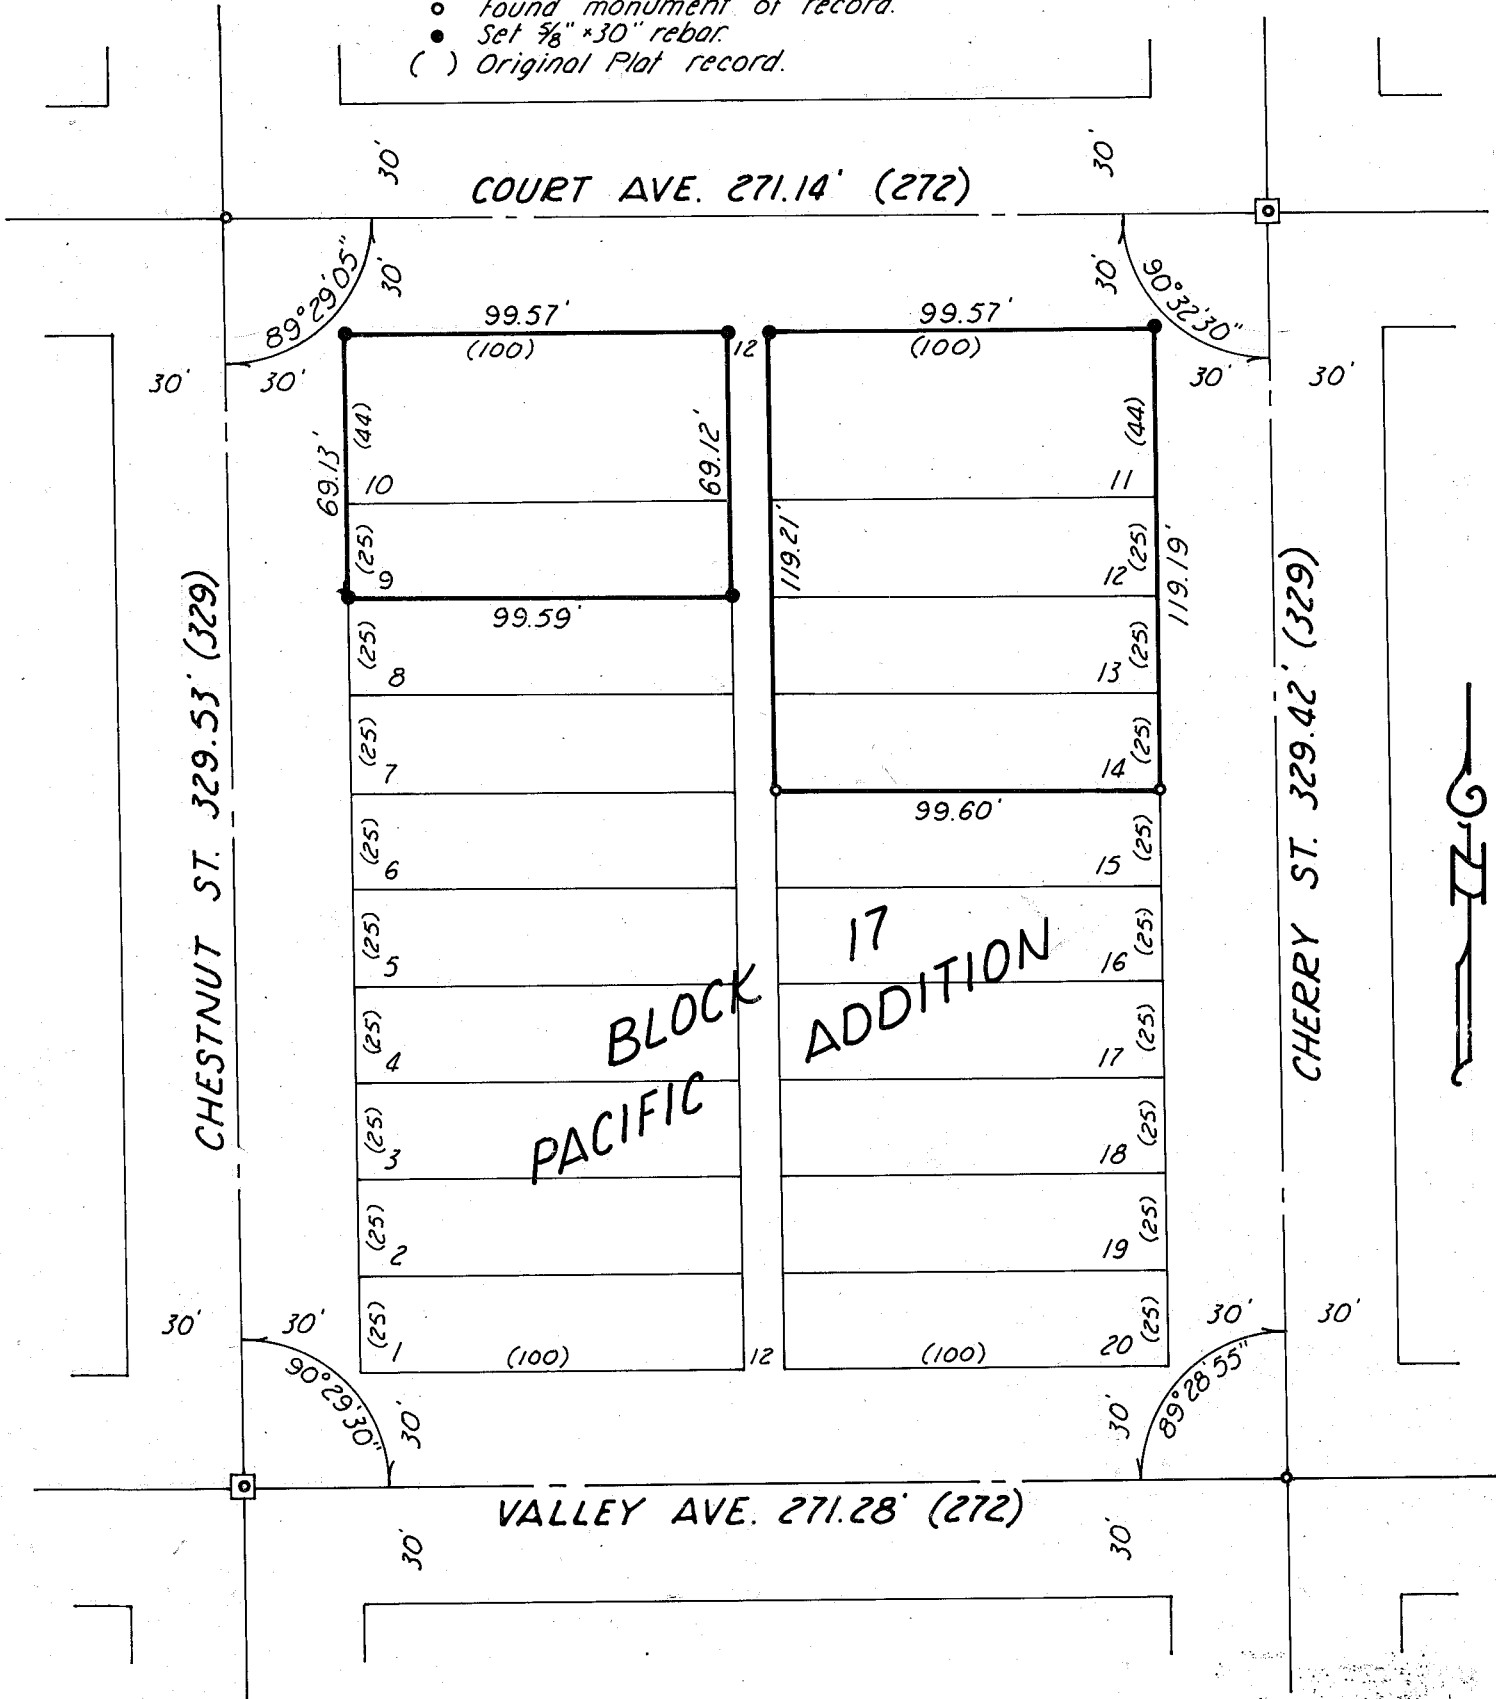 Found monument of record.
Set 5/8" x 30" rebar.
( ) Original Plat record.
30' 30'
COURT AVE. 271.14' (272)
89°29'05" 30' 30' 90°32'30"
99.57' 99.57'
(100) 12 (100)
30' 30' 30' 30'
(44) (44)
69.13' 69.12'
10 11
(25) 119.21' (25) 119.19'
9 12
99.59'
(25) (25)
8 13
(25) (25)
7 14
99.60'
(25) (25)
6 15
(25) (25)
5 16
(25) (25)
4 17
(25) (25)
3 18
(25) (25)
2 19
(25) (25)
1 20
(100) 12 (100)
CHESTNUT ST. 329.53' (329)
CHERRY ST. 329.42' (329)
N
BLOCK 17
PACIFIC ADDITION
30' 30' 30' 30'
90°29'30" 30' 30' 89°28'55"
VALLEY AVE. 271.28' (272)
30' 30'